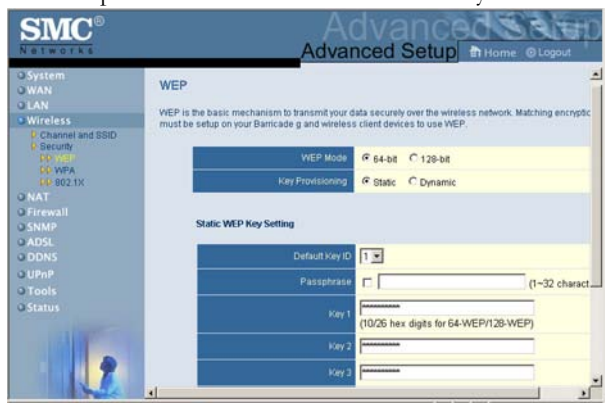 SMC®
Networks
Advanced Setup
Advanced Setup
Home
Logout
System
WAN
LAN
Wireless
Channel and SSID
Security
WEP
WPA
802.1X
NAT
Firewall
SNMP
ADSL
DDNS
UPnP
Tools
Status
WEP
WEP is the basic mechanism to transmit your data securely over the wireless network. Matching encryptic
must be setup on your Barricade g and wireless client devices to use WEP.
WEP Mode 64-bit 128-bit
Key Provisioning Static Dynamic
Static WEP Key Setting
Default Key ID 1
Passphrase (1~32 charact
Key 1 **********
(10/26 hex digits for 64-WEP/128-WEP)
Key 2 **********
Key 3 **********